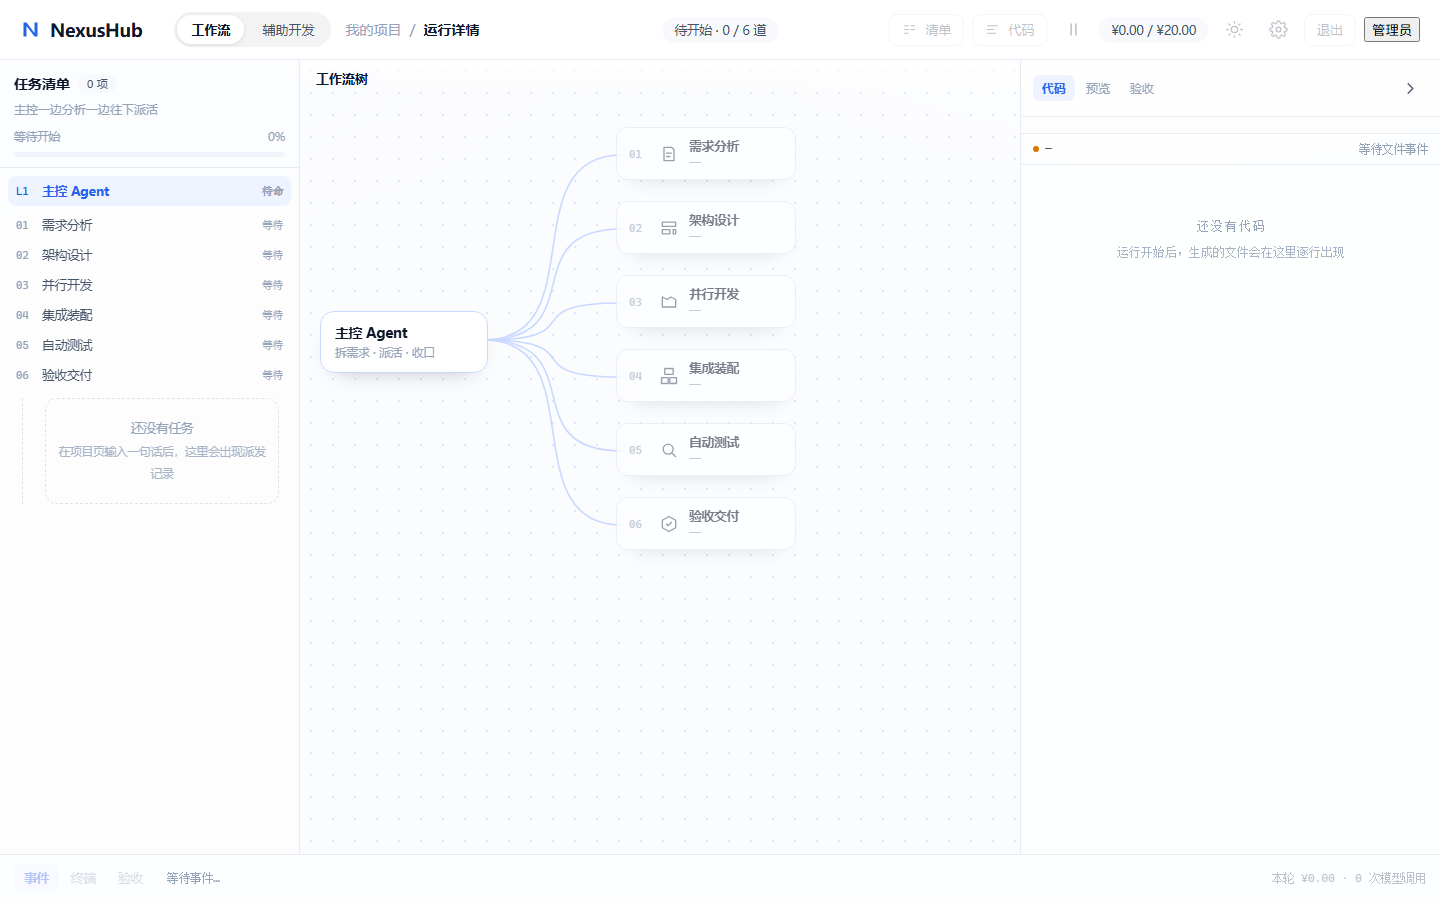 NexusHub
工作流
辅助开发
我的项目 / 运行详情
待开始 · 0 / 6 道
清单
代码
¥0.00 / ¥20.00
退出
管理员
任务清单 0 项
主控一边分析一边往下派活
等待开始 0%
L1 主控 Agent 待命
01 需求分析 等待
02 架构设计 等待
03 并行开发 等待
04 集成装配 等待
05 自动测试 等待
06 验收交付 等待
还没有任务
在项目页输入一句话后，这里会出现派发
记录
工作流树
主控 Agent
拆需求 · 派活 · 收口
01 需求分析
—
02 架构设计
—
03 并行开发
—
04 集成装配
—
05 自动测试
—
06 验收交付
—
代码 预览 验收
— 等待文件事件
还没有代码
运行开始后，生成的文件会在这里逐行出现
事件 终端 验收 等待事件…
本轮 ¥0.00 · 0 次模型调用